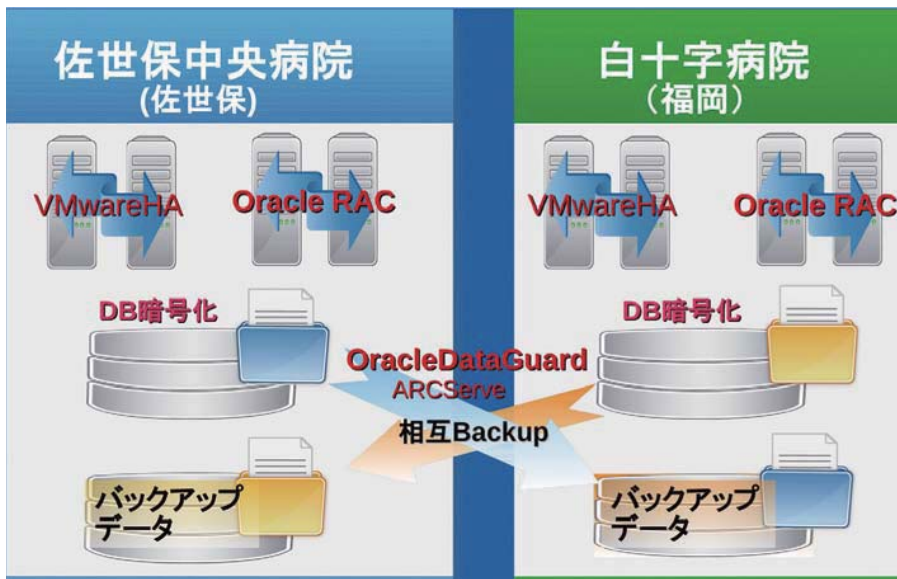 佐世保中央病院
(佐世保)
VMwareHA
Oracle RAC
DB暗号化
バックアップ
データ
OracleDataGuard
ARCServe
相互Backup
白十字病院
（福岡）
VMwareHA
Oracle RAC
DB暗号化
バックアップ
データ